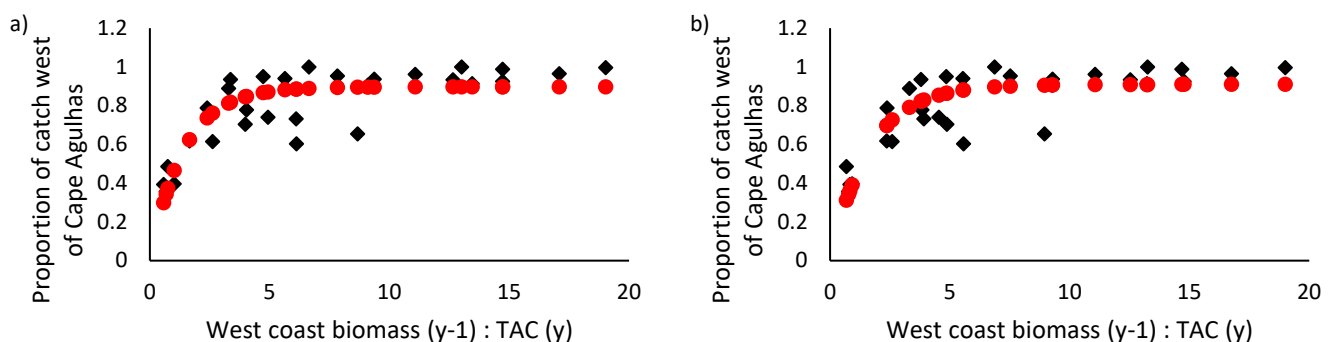 a)
Proportion of catch west
of Cape Agulhas
1.2
1
0.8
0.6
0.4
0.2
0
0 5 10 15 20
West coast biomass (y-1) : TAC (y)
b)
Proportion of catch west
of Cape Agulhas
1.2
1
0.8
0.6
0.4
0.2
0
0 5 10 15 20
West coast biomass (y-1) : TAC (y)